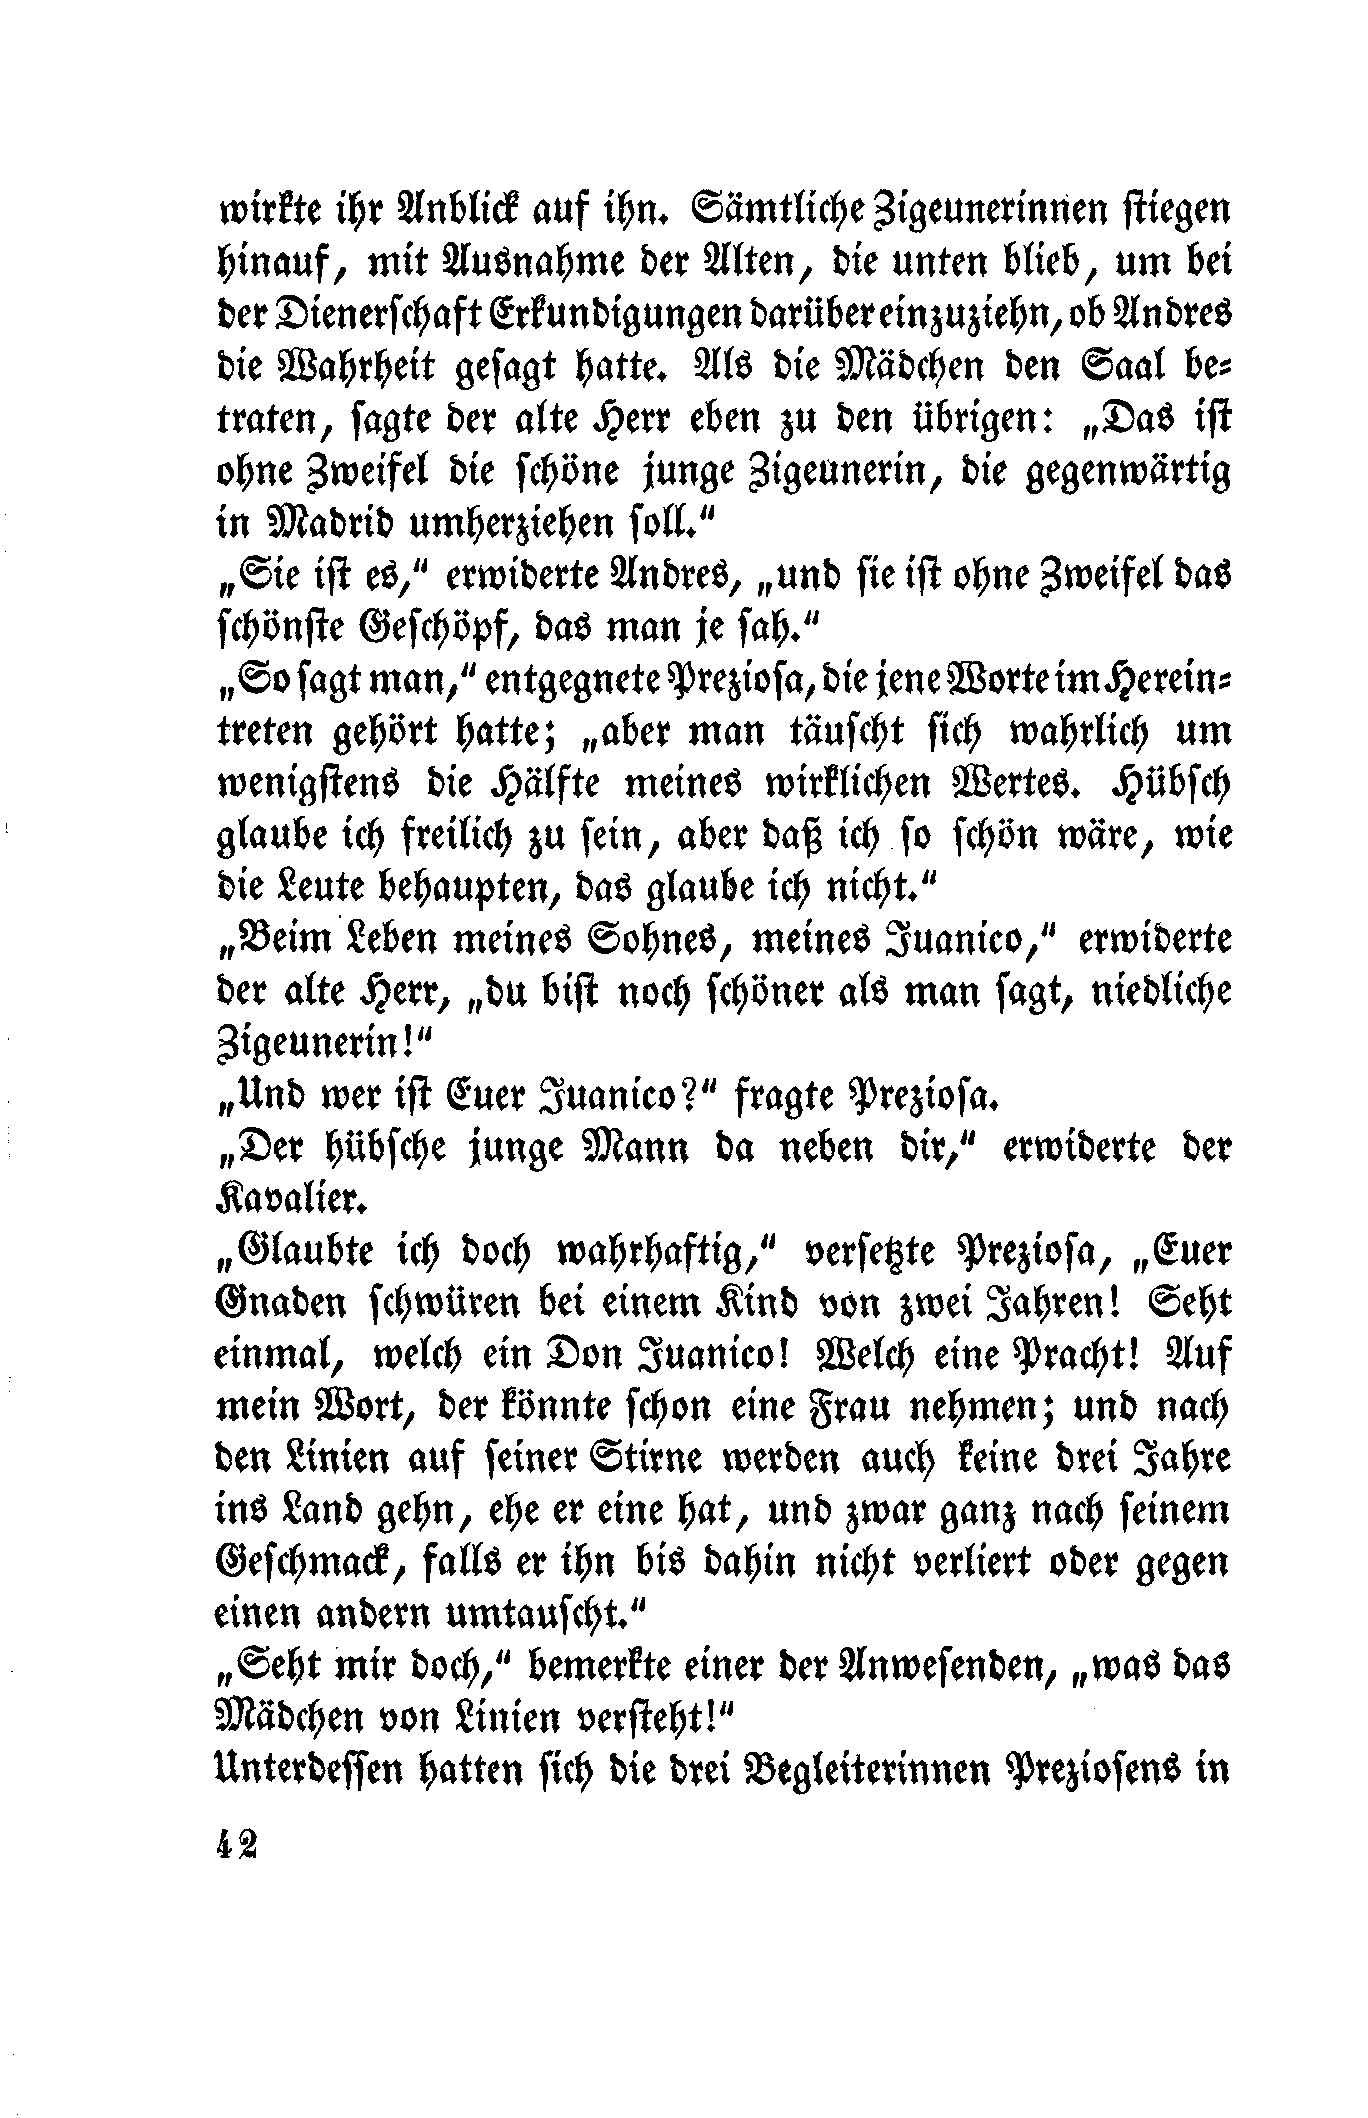 wirkte ihr Anblick auf ihn. Sämtliche Zigeunerinnen stiegen
hinauf, mit Ausnahme der Alten, die unten blieb, um bei
der Dienerschaft Erkundigungen darüber einzuziehn, ob Andres
die Wahrheit gesagt hatte. Als die Mädchen den Saal be-
traten, sagte der alte Herr eben zu den übrigen: „Das ist
ohne Zweifel die schöne junge Zigeunerin, die gegenwärtig
in Madrid umherziehen soll.“
„Sie ist es,“ erwiderte Andres, „und sie ist ohne Zweifel das
schönste Geschöpf, das man je sah.“
„So sagt man,“ entgegnete Preziosa, die jene Worte im Herein-
treten gehört hatte; „aber man täuscht sich wahrlich um
wenigstens die Hälfte meines wirklichen Wertes. Hübsch
glaube ich freilich zu sein, aber daß ich so schön wäre, wie
die Leute behaupten, das glaube ich nicht.“
„Beim Leben meines Sohnes, meines Juanico,“ erwiderte
der alte Herr, „du bist noch schöner als man sagt, niedliche
Zigeunerin!“
„Und wer ist Euer Juanico?“ fragte Preziosa.
„Der hübsche junge Mann da neben dir,“ erwiderte der
Kavalier.
„Glaubte ich doch wahrhaftig,“ versetzte Preziosa, „Euer
Gnaden schwüren bei einem Kind von zwei Jahren! Seht
einmal, welch ein Don Juanico! Welch eine Pracht! Auf
mein Wort, der könnte schon eine Frau nehmen; und nach
den Linien auf seiner Stirne werden auch keine drei Jahre
ins Land gehn, ehe er eine hat, und zwar ganz nach seinem
Geschmack, falls er ihn bis dahin nicht verliert oder gegen
einen andern umtauscht.“
„Seht mir doch,“ bemerkte einer der Anwesenden, „was das
Mädchen von Linien versteht!“
Unterdessen hatten sich die drei Begleiterinnen Preziosens in
42